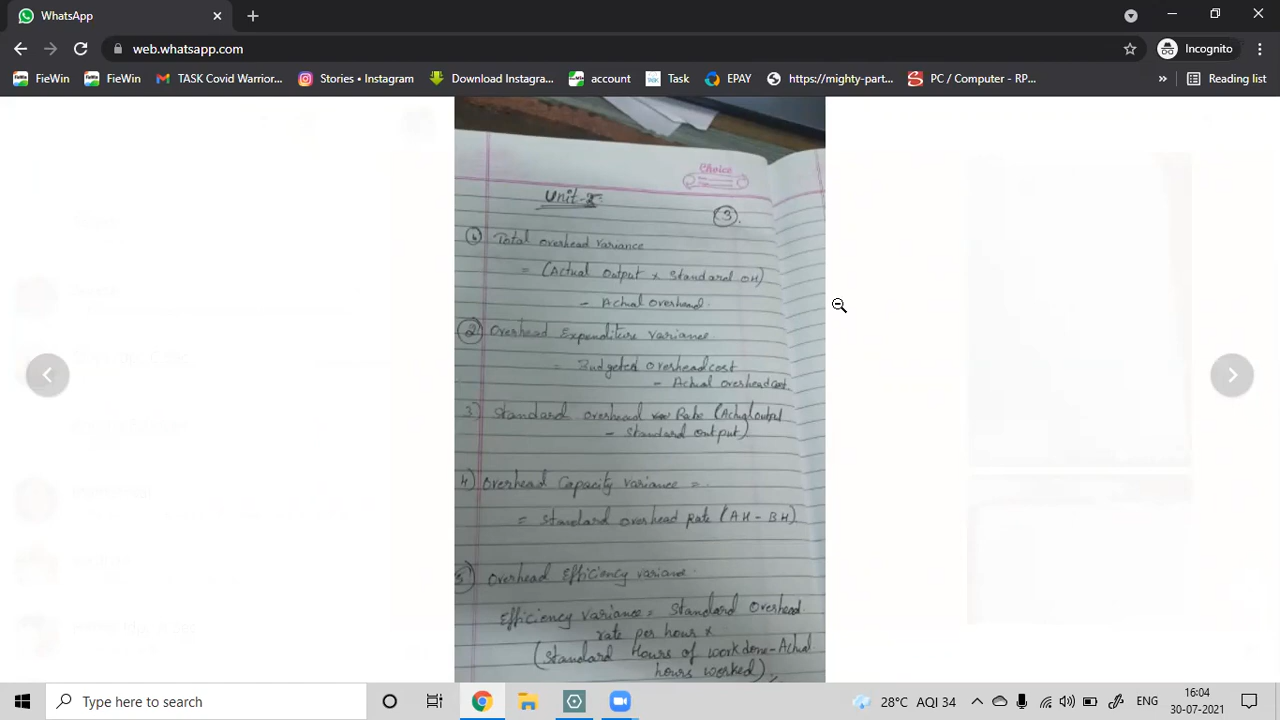 WhatsApp
web.whatsapp.com
Incognito
FieWin
FieWin
TASK Covid Warrior...
Stories • Instagram
Download Instagra...
account
Task
EPAY
https://mighty-part...
PC / Computer - RP...
»
Reading list
Choice
Unit-
3
1) Total overhead variance
= (Actual Output x Standard OH)
- Actual overhead.
2) Overhead Expenditure variance
= Budgeted overhead cost
- Actual overhead cost
3) Standard overhead Rate (Actual output
- Standard output)
4) Overhead Capacity variance =
= Standard overhead Rate (AH - BH)
5) Overhead Efficiency variance
Efficiency variance = Standard Overhead
rate per hour x
(Standard Hours of work done - Actual
hours worked)
Type here to search
28°C AQI 34
ENG
16:04
30-07-2021